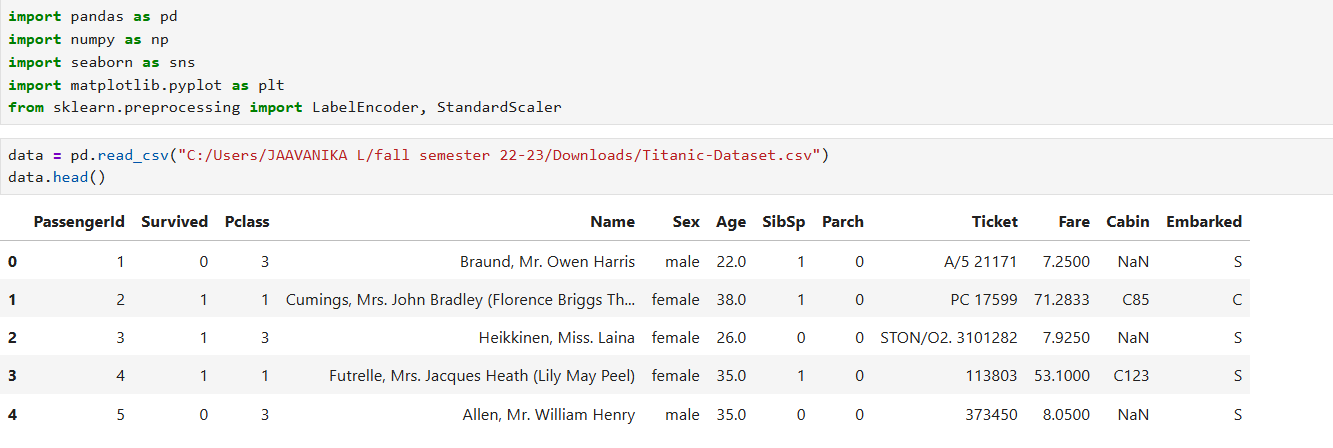 import pandas as pd
import numpy as np
import seaborn as sns
import matplotlib.pyplot as plt
from sklearn.preprocessing import LabelEncoder, StandardScaler
data = pd.read_csv("C:/Users/JAAVANIKA L/fall semester 22-23/Downloads/Titanic-Dataset.csv")
data.head()
PassengerId Survived Pclass Name Sex Age SibSp Parch Ticket Fare Cabin Embarked
0 1 0 3 Braund, Mr. Owen Harris male 22.0 1 0 A/5 21171 7.2500 NaN S
1 2 1 1 Cumings, Mrs. John Bradley (Florence Briggs Th... female 38.0 1 0 PC 17599 71.2833 C85 C
2 3 1 3 Heikkinen, Miss. Laina female 26.0 0 0 STON/O2. 3101282 7.9250 NaN S
3 4 1 1 Futrelle, Mrs. Jacques Heath (Lily May Peel) female 35.0 1 0 113803 53.1000 C123 S
4 5 0 3 Allen, Mr. William Henry male 35.0 0 0 373450 8.0500 NaN S